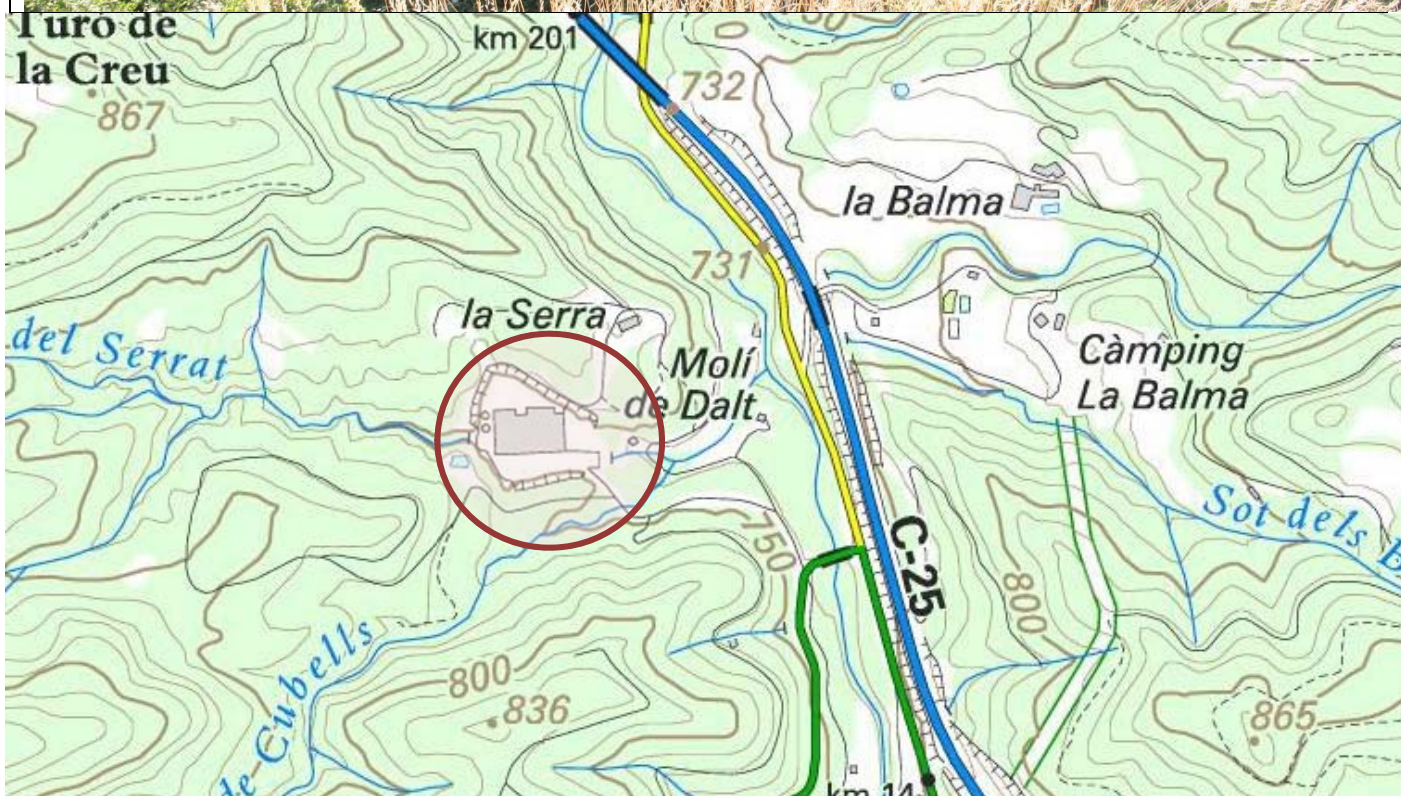 Turó de
la Creu
867
km 201
732
la Balma
731
la Serra
del Serrat
Molí
de Dalt
Càmping
La Balma
Sot dels
C-25
750
800
de Cubells
800
836
865
km 14